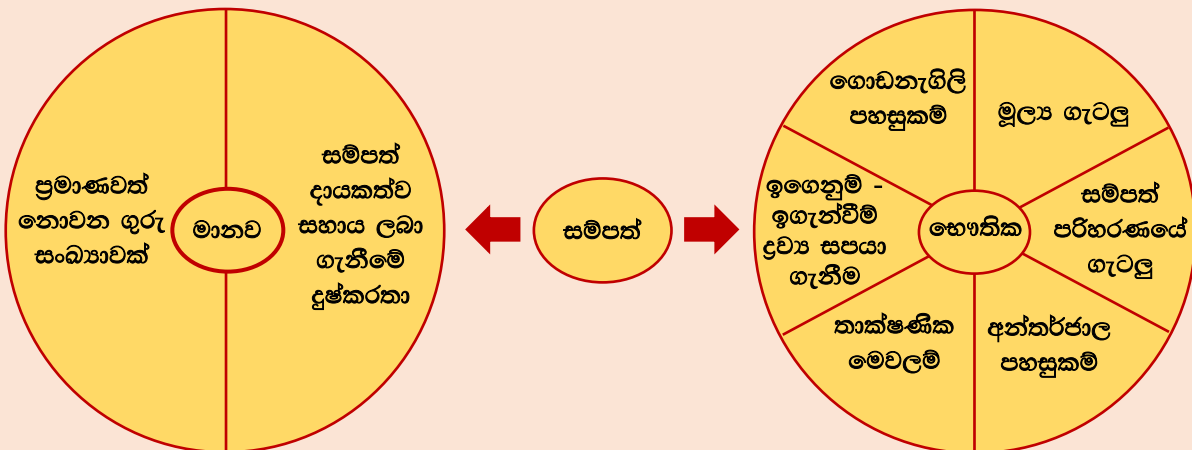 ප්‍රමාණවත්
නොවන ගුරු
සංඛ්‍යාවක්
මානව
සම්පත්
දායකත්ව
සහාය ලබා
ගැනීමේ
දුෂ්කරතා
සම්පත්
ගොඩනැගිලි
පහසුකම්
මූල්‍ය ගැටලු
ඉගෙනුම් -
ඉගැන්වීම්
ද්‍රව්‍ය සපයා
ගැනීම
භෞතික
සම්පත්
පරිහරණයේ
ගැටලු
තාක්ෂණික
මෙවලම්
අන්තර්ජාල
පහසුකම්